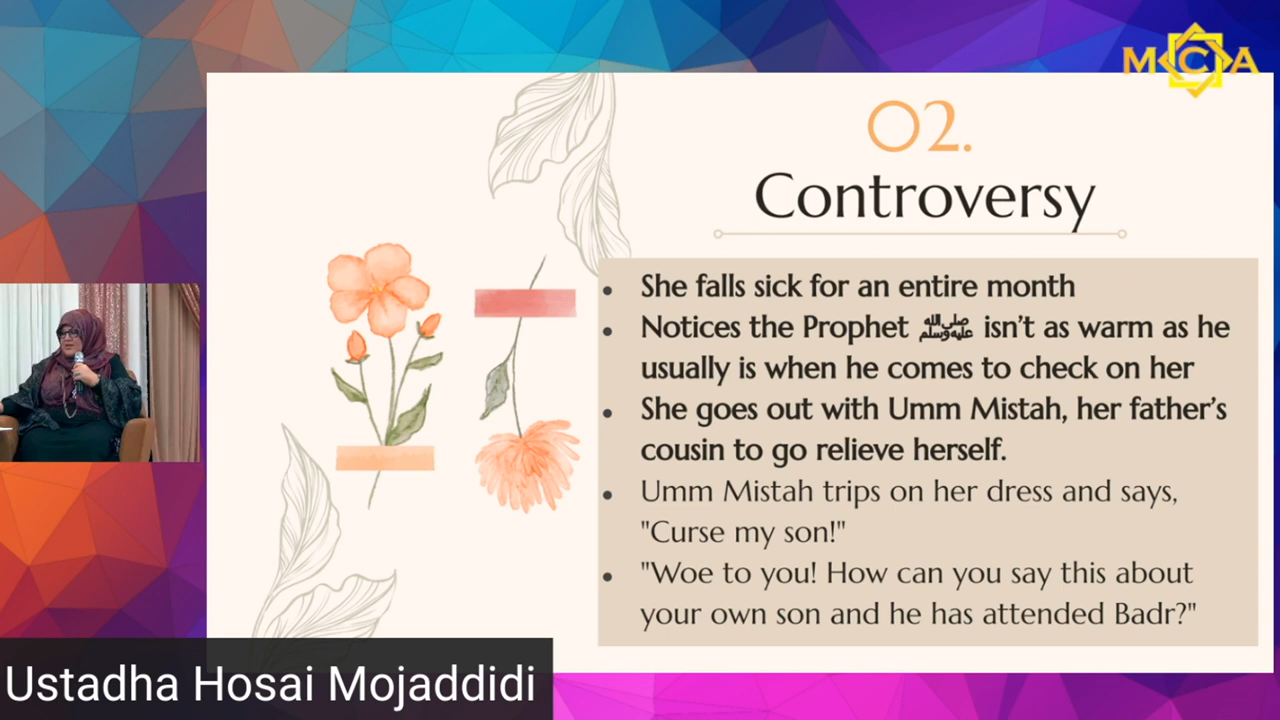 MCA
02.
Controversy
She falls sick for an entire month
Notices the Prophet ﷺ isn't as warm as he
usually is when he comes to check on her
She goes out with Umm Mistah, her father's
cousin to go relieve herself.
Umm Mistah trips on her dress and says,
"Curse my son!"
"Woe to you! How can you say this about
your own son and he has attended Badr?"
Ustadha Hosai Mojaddidi